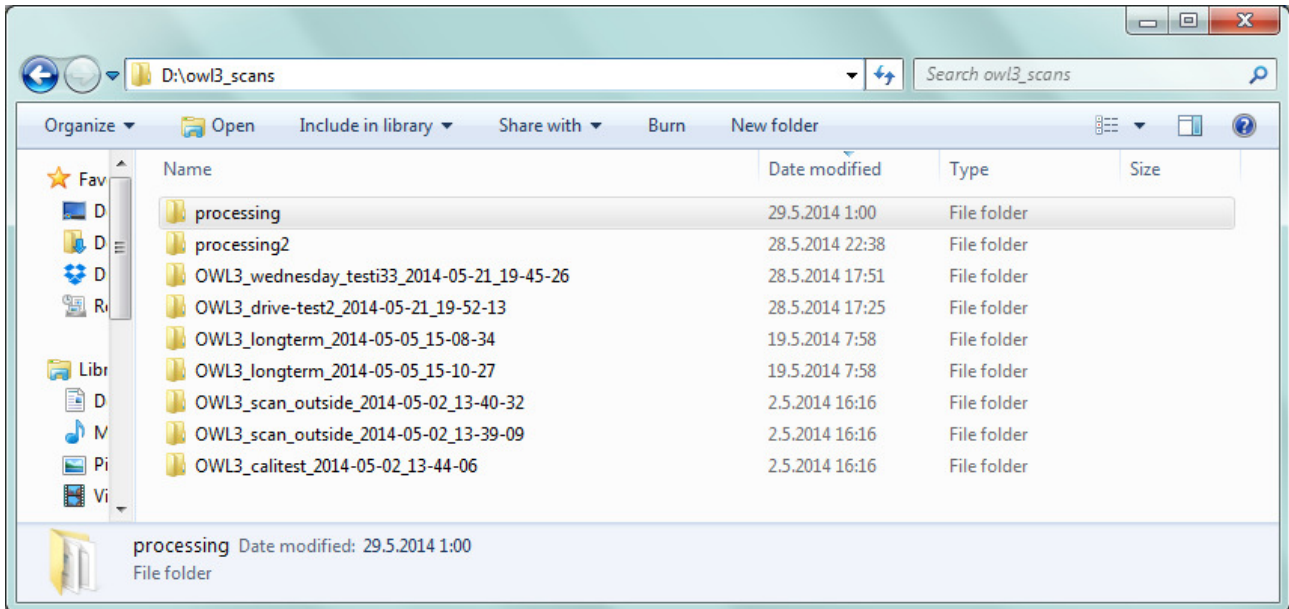 D:\owl3_scans Search owl3_scans
Organize Open Include in library Share with Burn New folder
Name Date modified Type Size
Fav
D
D
D
Re
Libr
D
M
Pi
Vi
processing 29.5.2014 1:00 File folder
processing2 28.5.2014 22:38 File folder
OWL3_wednesday_testi33_2014-05-21_19-45-26 28.5.2014 17:51 File folder
OWL3_drive-test2_2014-05-21_19-52-13 28.5.2014 17:25 File folder
OWL3_longterm_2014-05-05_15-08-34 19.5.2014 7:58 File folder
OWL3_longterm_2014-05-05_15-10-27 19.5.2014 7:58 File folder
OWL3_scan_outside_2014-05-02_13-40-32 2.5.2014 16:16 File folder
OWL3_scan_outside_2014-05-02_13-39-09 2.5.2014 16:16 File folder
OWL3_calitest_2014-05-02_13-44-06 2.5.2014 16:16 File folder
processing Date modified: 29.5.2014 1:00
File folder